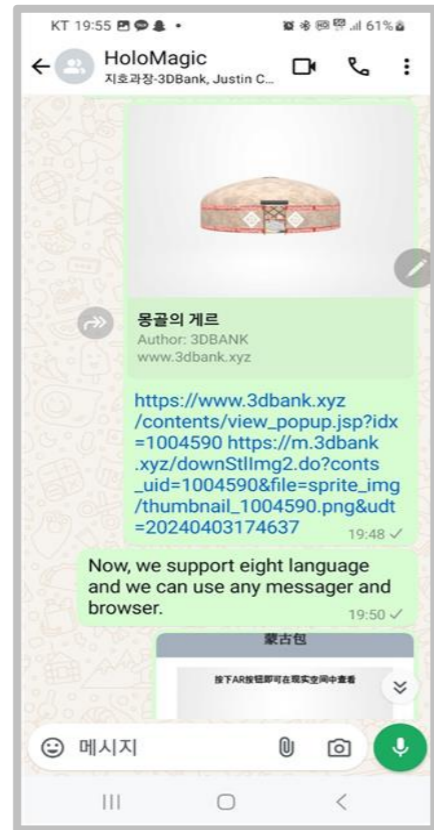 KT 19:55
61%
HoloMagic
지호과장-3DBank, Justin C...
몽골의 게르
Author: 3DBANK
www.3dbank.xyz
https://www.3dbank.xyz
/contents/view_popup.jsp?idx
=1004590 https://m.3dbank
.xyz/downStlImg2.do?conts
_uid=1004590&file=sprite_img
/thumbnail_1004590.png&udt
=20240403174637
19:48
Now, we support eight language
and we can use any messager and
browser.
19:50
蒙古包
按下AR按钮即可在现实空间中查看
메시지